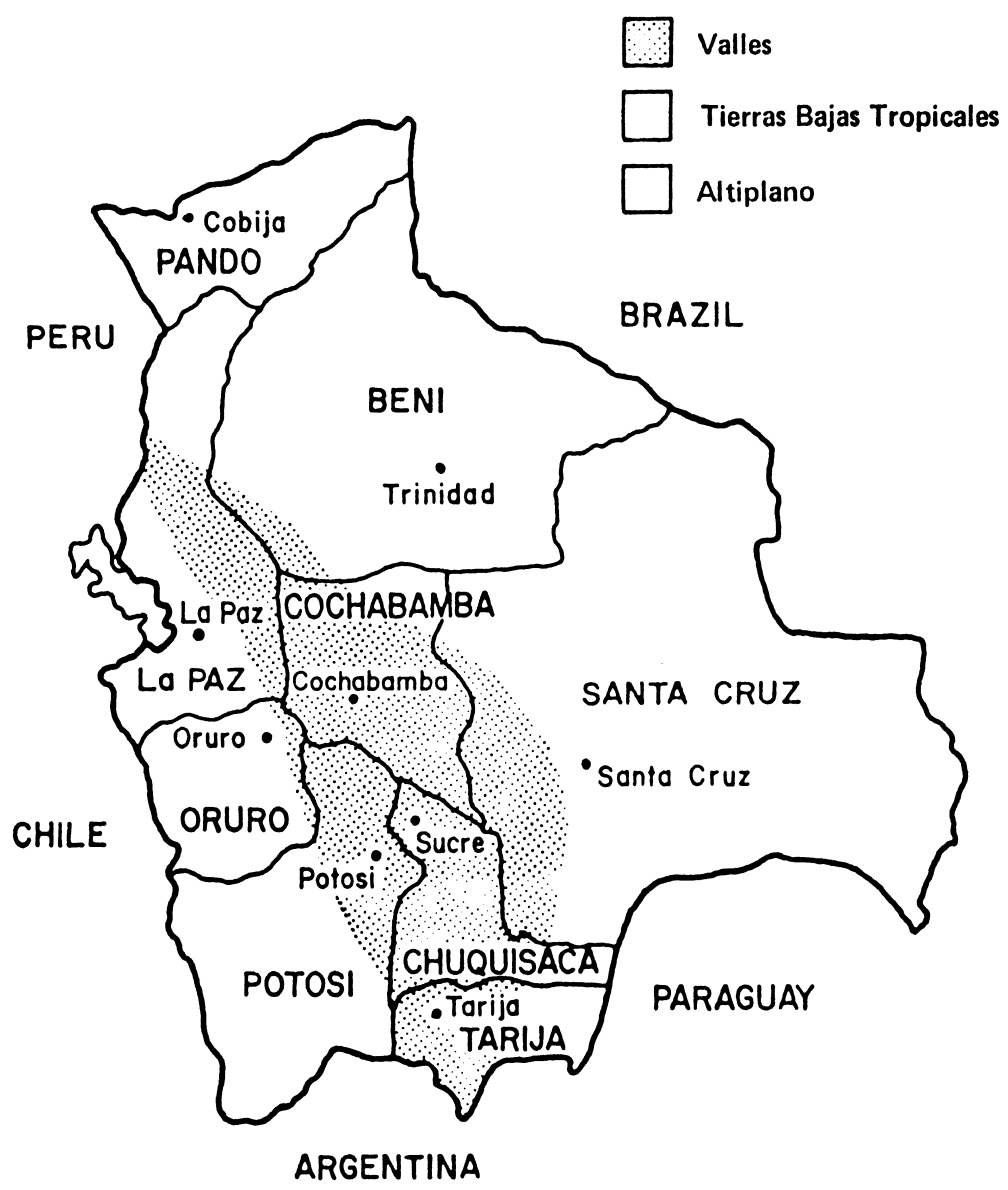 Valles
Tierras Bajas Tropicales
Altiplano
Cobija
PANDO
PERU
BRAZIL
BENI
Trinidad
La Paz
COCHABAMBA
La PAZ
Cochabamba
SANTA CRUZ
Oruro
Santa Cruz
CHILE
ORURO
Sucre
Potosi
CHUQUISACA
POTOSI
PARAGUAY
Tarija
TARIJA
ARGENTINA